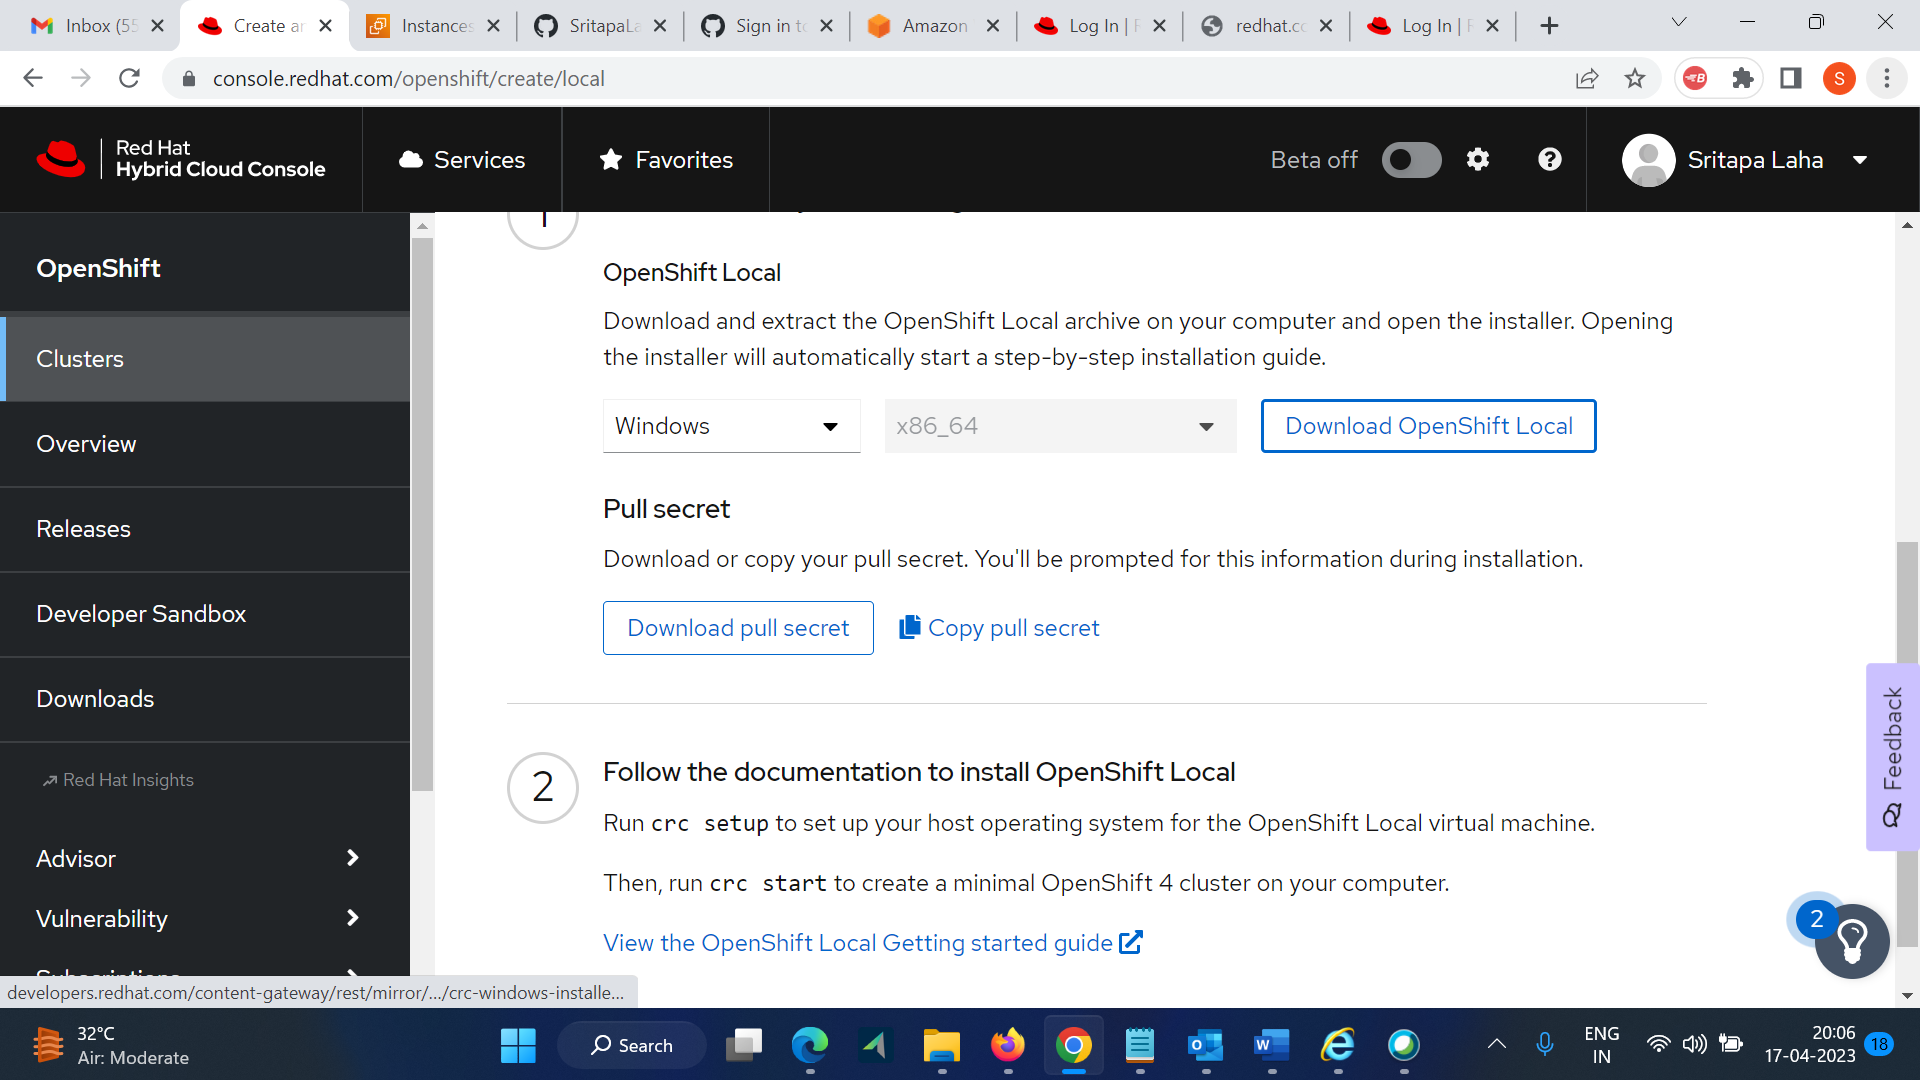 Inbox (55
Create an
Instances
SritapaLa
Sign in to
Amazon
Log In | R
redhat.co
Log In | R
console.redhat.com/openshift/create/local
B
S
Red Hat
Hybrid Cloud Console
Services
Favorites
Beta off
Sritapa Laha
OpenShift
Clusters
Overview
Releases
Developer Sandbox
Downloads
Red Hat Insights
Advisor
Vulnerability
Subscriptions
1
OpenShift Local
Download and extract the OpenShift Local archive on your computer and open the installer. Opening
the installer will automatically start a step-by-step installation guide.
Windows
x86_64
Download OpenShift Local
Pull secret
Download or copy your pull secret. You'll be prompted for this information during installation.
Download pull secret
Copy pull secret
2
Follow the documentation to install OpenShift Local
Run crc setup to set up your host operating system for the OpenShift Local virtual machine.
Then, run crc start to create a minimal OpenShift 4 cluster on your computer.
View the OpenShift Local Getting started guide
Feedback
2
developers.redhat.com/content-gateway/rest/mirror/.../crc-windows-installe...
32°C
Air: Moderate
Search
ENG
IN
20:06
17-04-2023
18